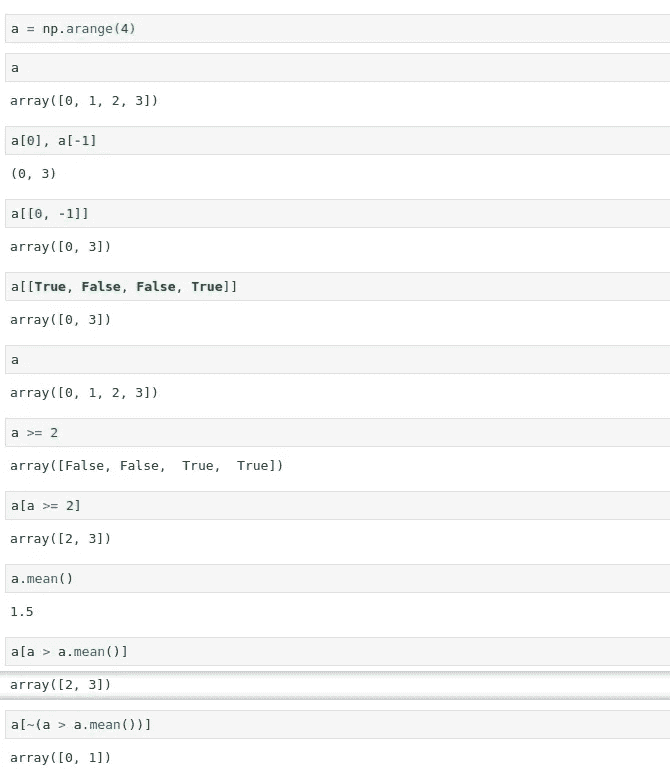 a = np.arange(4)
a
array([0, 1, 2, 3])
a[0], a[-1]
(0, 3)
a[[0, -1]]
array([0, 3])
a[[True, False, False, True]]
array([0, 3])
a
array([0, 1, 2, 3])
a >= 2
array([False, False,  True,  True])
a[a >= 2]
array([2, 3])
a.mean()
1.5
a[a > a.mean()]
array([2, 3])
a[~(a > a.mean())]
array([0, 1])